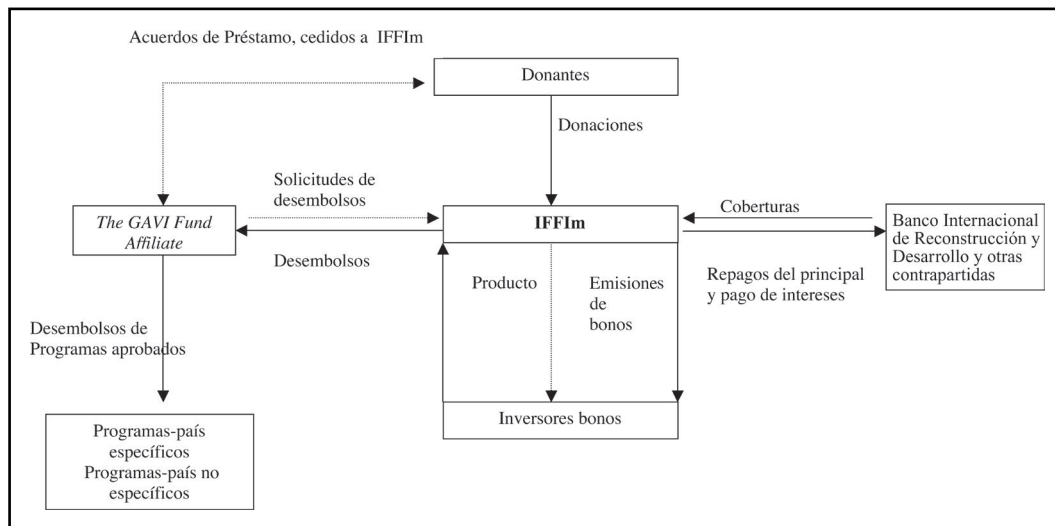 Acuerdos de Préstamo, cedidos a IFFIm
Donantes
Donaciones
Solicitudes de
desembolsos
The GAVI Fund
Affiliate
IFFIm
Coberturas
Banco Internacional
de Reconstrucción y
Desarrollo y otras
contrapartidas
Desembolsos
Producto
Emisiones
de
bonos
Repagos del principal
y pago de intereses
Desembolsos de
Programas aprobados
Inversores bonos
Programas-país
específicos
Programas-país no
específicos